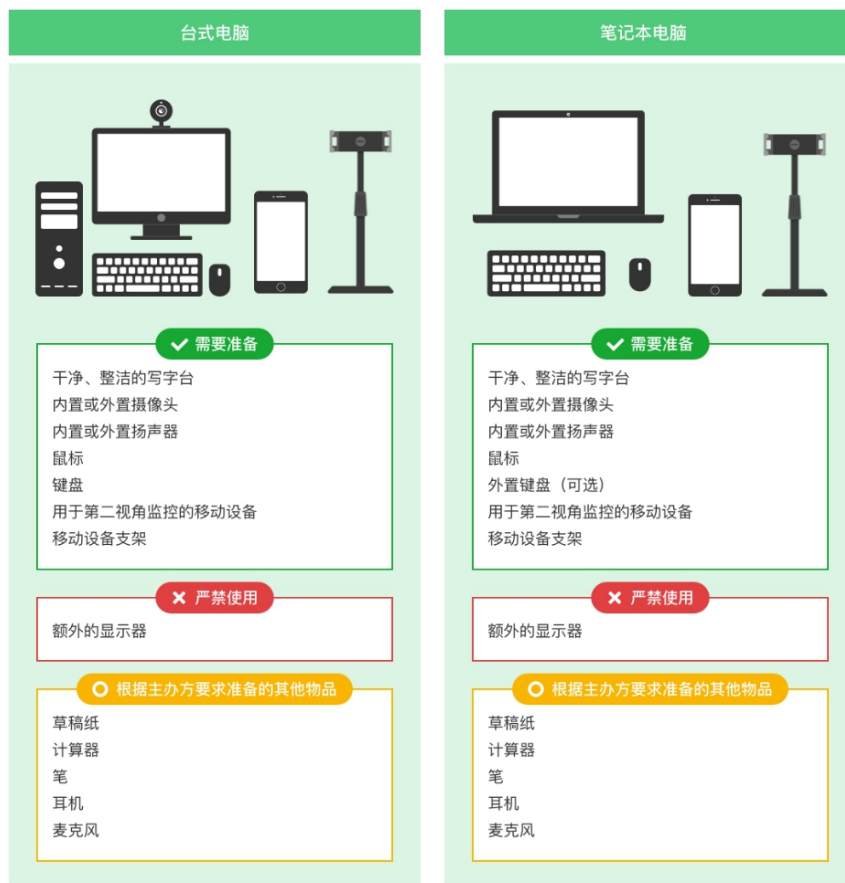 台式电脑
需要准备
干净、整洁的写字台
内置或外置摄像头
内置或外置扬声器
鼠标
键盘
用于第二视角监控的移动设备
移动设备支架
严禁使用
额外的显示器
根据主办方要求准备的其他物品
草稿纸
计算器
笔
耳机
麦克风
笔记本电脑
需要准备
干净、整洁的写字台
内置或外置摄像头
内置或外置扬声器
鼠标
外置键盘（可选）
用于第二视角监控的移动设备
移动设备支架
严禁使用
额外的显示器
根据主办方要求准备的其他物品
草稿纸
计算器
笔
耳机
麦克风